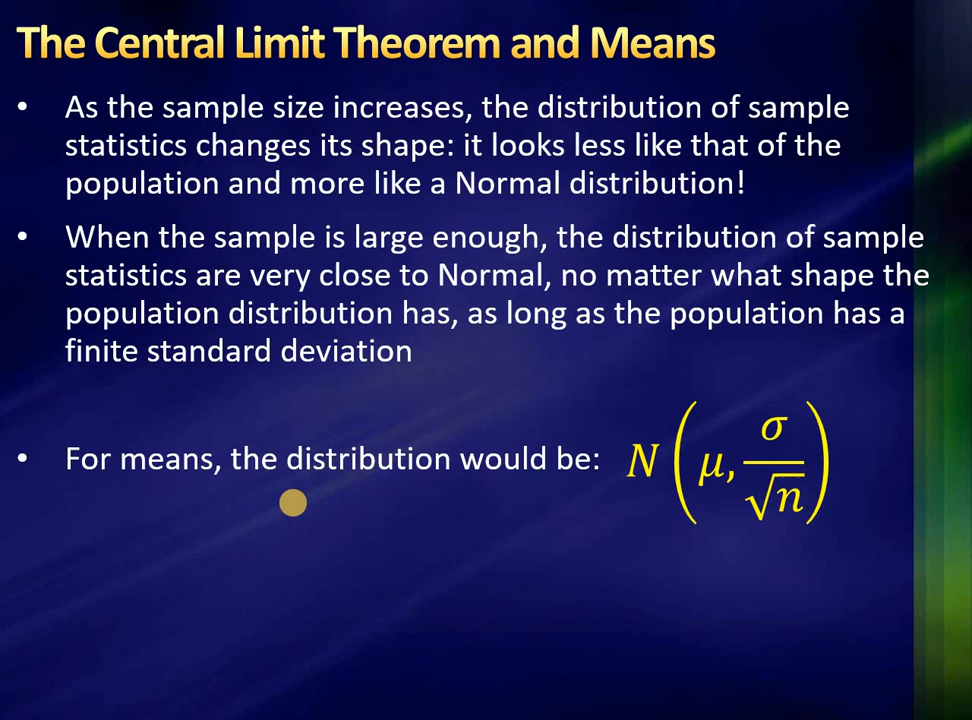 The Central Limit Theorem and Means
• As the sample size increases, the distribution of sample
statistics changes its shape: it looks less like that of the
population and more like a Normal distribution!
• When the sample is large enough, the distribution of sample
statistics are very close to Normal, no matter what shape the
population distribution has, as long as the population has a
finite standard deviation
• For means, the distribution would be: N(μ, σ/√n)